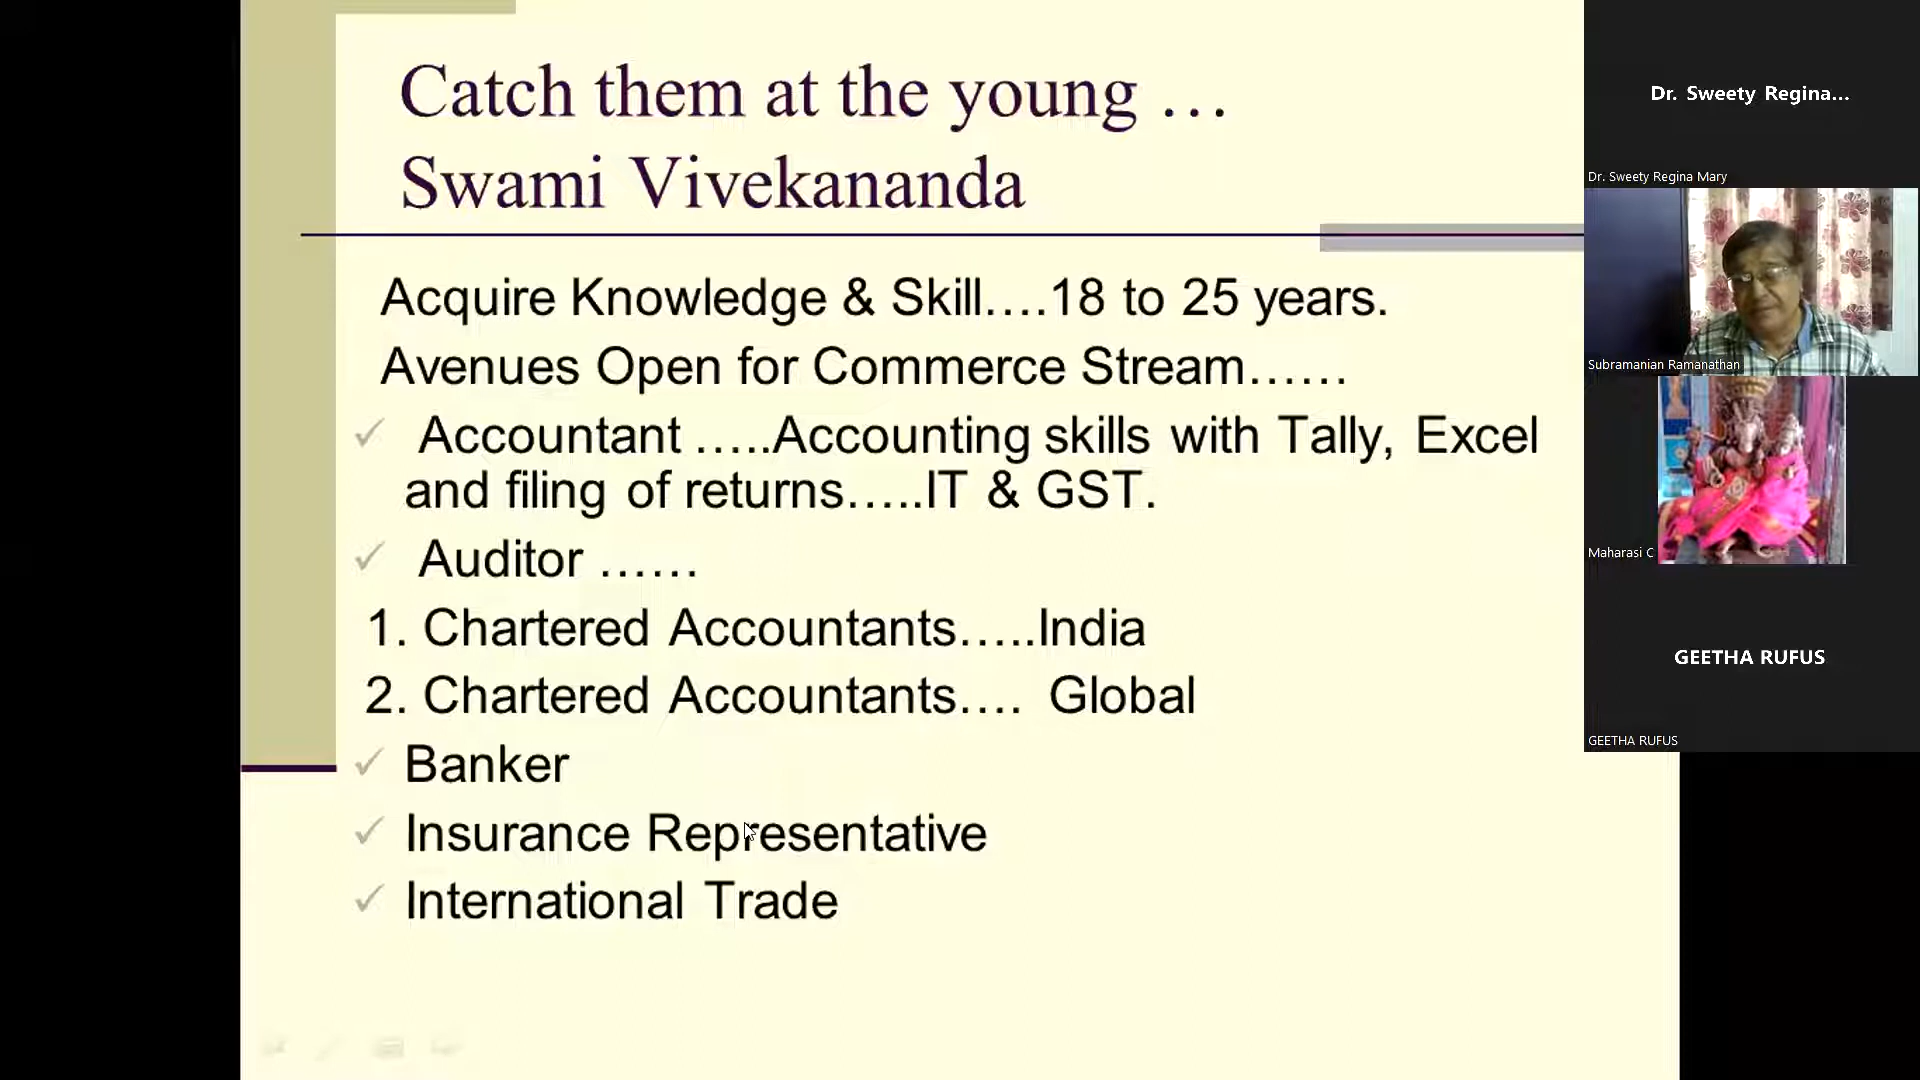 Catch them at the young …
Swami Vivekananda
Acquire Knowledge & Skill….18 to 25 years.
Avenues Open for Commerce Stream……
✓ Accountant …..Accounting skills with Tally, Excel
and filing of returns…..IT & GST.
✓ Auditor ……
1. Chartered Accountants…..India
2. Chartered Accountants…. Global
✓ Banker
✓ Insurance Representative
✓ International Trade
Dr. Sweety Regina...
Dr. Sweety Regina Mary
Subramanian Ramanathan
Maharasi C
GEETHA RUFUS
GEETHA RUFUS